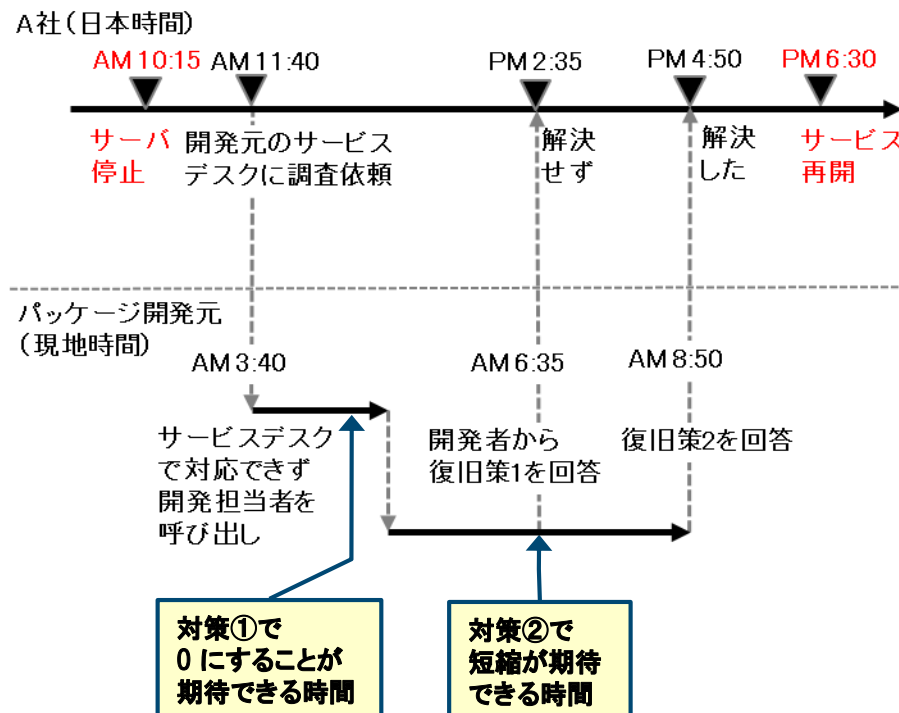 A社(日本時間)
AM 10:15 AM 11:40 PM 2:35 PM 4:50 PM 6:30
サーバ
停止
開発元のサービス
デスクに調査依頼
解決
せず
解決
した
サービス
再開
パッケージ開発元
(現地時間)
AM 3:40 AM 6:35 AM 8:50
サービスデスク
で対応できず
開発担当者を
呼び出し
開発者から
復旧策1を回答
復旧策2を回答
対策①で
0 にすることが
期待できる時間
対策②で
短縮が期待
できる時間